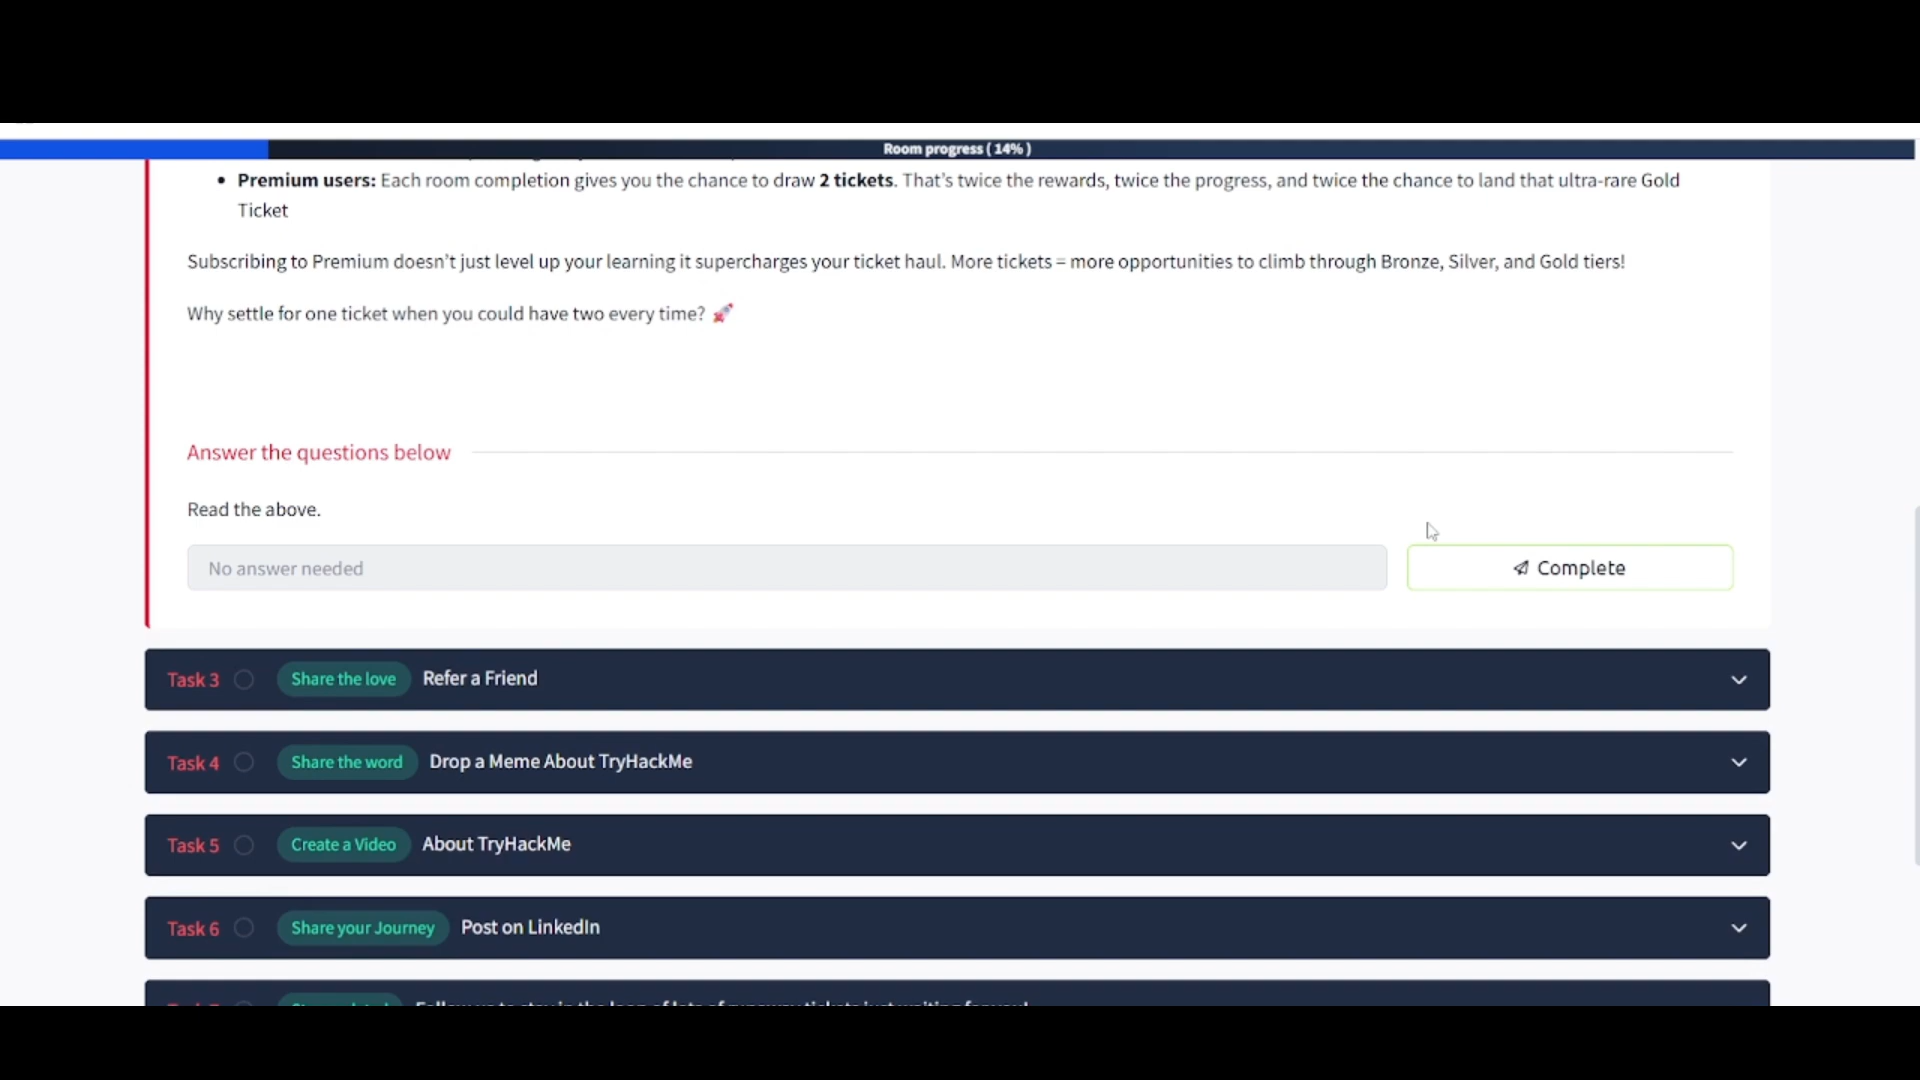 Room progress ( 14% )
• Premium users: Each room completion gives you the chance to draw 2 tickets. That's twice the rewards, twice the progress, and twice the chance to land that ultra-rare Gold
Ticket
Subscribing to Premium doesn't just level up your learning it supercharges your ticket haul. More tickets = more opportunities to climb through Bronze, Silver, and Gold tiers!
Why settle for one ticket when you could have two every time? 🚀
Answer the questions below
Read the above.
No answer needed
Complete
Task 3 Share the love Refer a Friend
Task 4 Share the word Drop a Meme About TryHackMe
Task 5 Create a Video About TryHackMe
Task 6 Share your Journey Post on LinkedIn